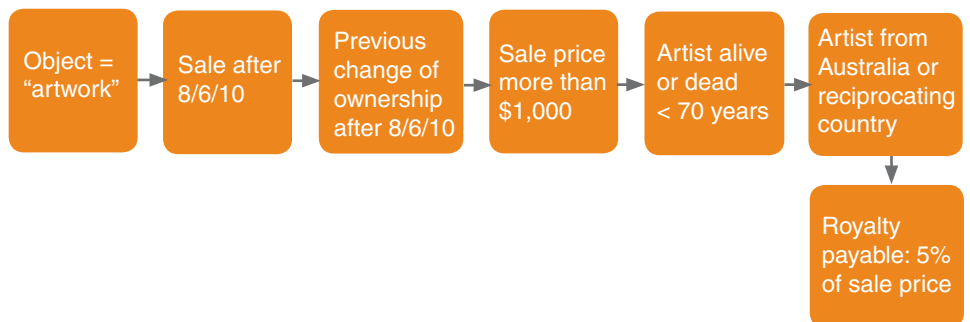 Object =
“artwork”
Sale after
8/6/10
Previous
change of
ownership
after 8/6/10
Sale price
more than
$1,000
Artist alive
or dead
< 70 years
Artist from
Australia or
reciprocating
country
Royalty
payable: 5%
of sale price